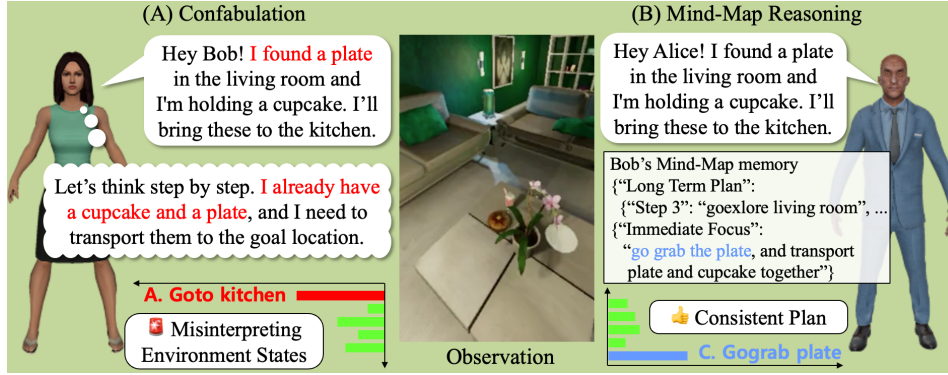 (A) Confabulation
(B) Mind-Map Reasoning
Hey Bob! I found a plate
in the living room and
I'm holding a cupcake. I'll
bring these to the kitchen.
Let's think step by step. I already have
a cupcake and a plate, and I need to
transport them to the goal location.
A. Goto kitchen
🚨 Misinterpreting
Environment States
Observation
Hey Alice! I found a plate
in the living room and
I'm holding a cupcake. I'll
bring these to the kitchen.
Bob's Mind-Map memory
{“Long Term Plan”:
{“Step 3”: “goexlore living room”, ...
{“Immediate Focus”:
“go grab the plate, and transport
plate and cupcake together”}
👍 Consistent Plan
C. Gograb plate